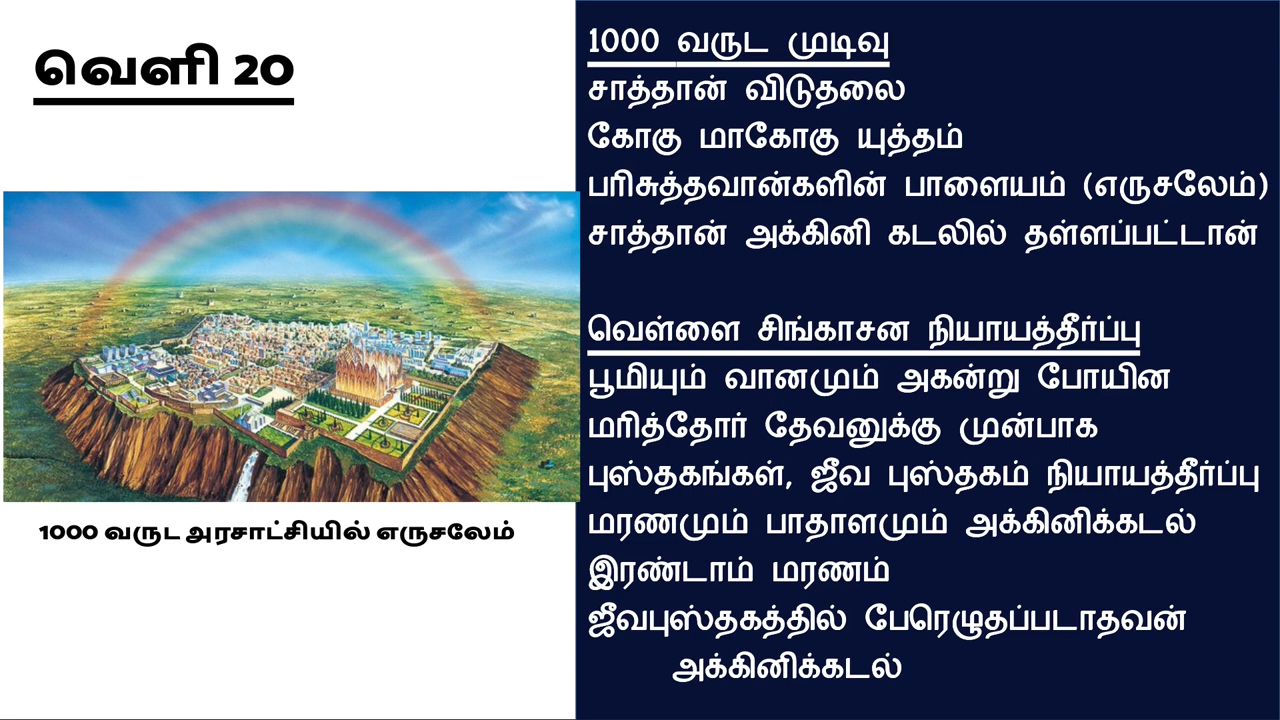 வெளி 20
1000 வருட அரசாட்சியில் எருசலேம்
1000 வருட முடிவு
சாத்தான் விடுதலை
கோகு மாகோகு யுத்தம்
பரிசுத்தவான்களின் பாளையம் (எருசலேம்)
சாத்தான் அக்கினி கடலில் தள்ளப்பட்டான்
வெள்ளை சிங்காசன நியாயத்தீர்ப்பு
பூமியும் வானமும் அகன்று போயின
மரித்தோர் தேவனுக்கு முன்பாக
புஸ்தகங்கள், ஜீவ புஸ்தகம் நியாயத்தீர்ப்பு
மரணமும் பாதாளமும் அக்கினிக்கடல்
இரண்டாம் மரணம்
ஜீவபுஸ்தகத்தில் பேரெழுதப்படாதவன்
அக்கினிக்கடல்